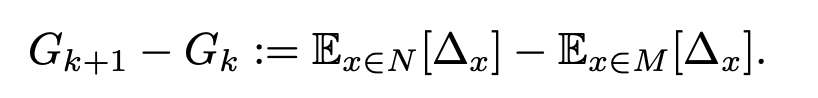 $G_{k+1} - G_k := \mathbb{E}_{x \in N}[\Delta_x] - \mathbb{E}_{x \in M}[\Delta_x].$